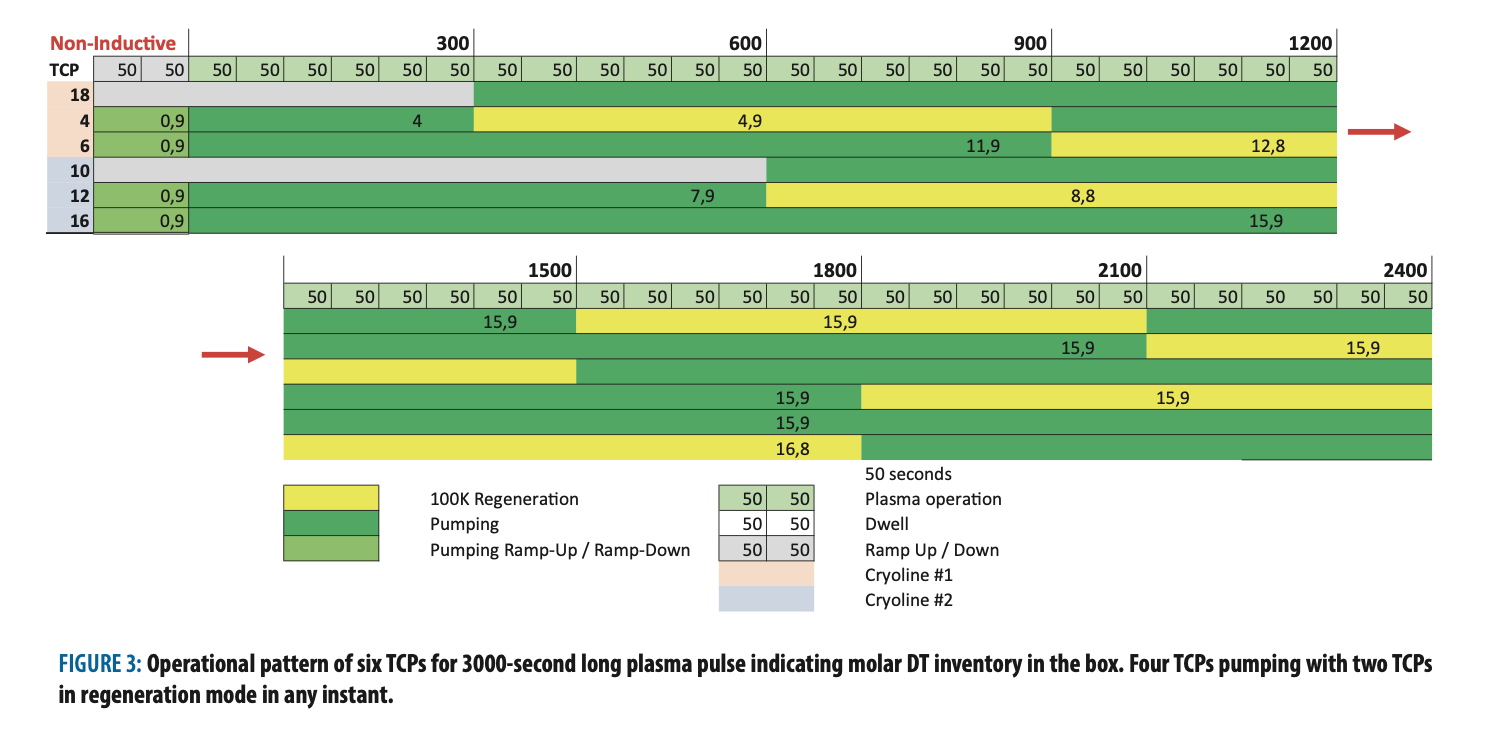 Non-Inductive 300 600 900 1200
TCP 50 50 50 50 50 50 50 50 50 50 50 50 50 50 50 50 50 50 50 50 50 50 50 50 50 50
18
4 0,9 4 4,9
6 0,9 11,9 12,8
10
12 0,9 7,9 8,8
16 0,9 15,9
1500 1800 2100 2400
50 50 50 50 50 50 50 50 50 50 50 50 50 50 50 50 50 50 50 50 50 50 50 50
15,9 15,9
15,9 15,9
15,9 15,9
15,9
16,8
50 seconds
100K Regeneration 50 50 Plasma operation
Pumping 50 50 Dwell
Pumping Ramp-Up / Ramp-Down 50 50 Ramp Up / Down
Cryoline #1
Cryoline #2
FIGURE 3: Operational pattern of six TCPs for 3000-second long plasma pulse indicating molar DT inventory in the box. Four TCPs pumping with two TCPs
in regeneration mode in any instant.